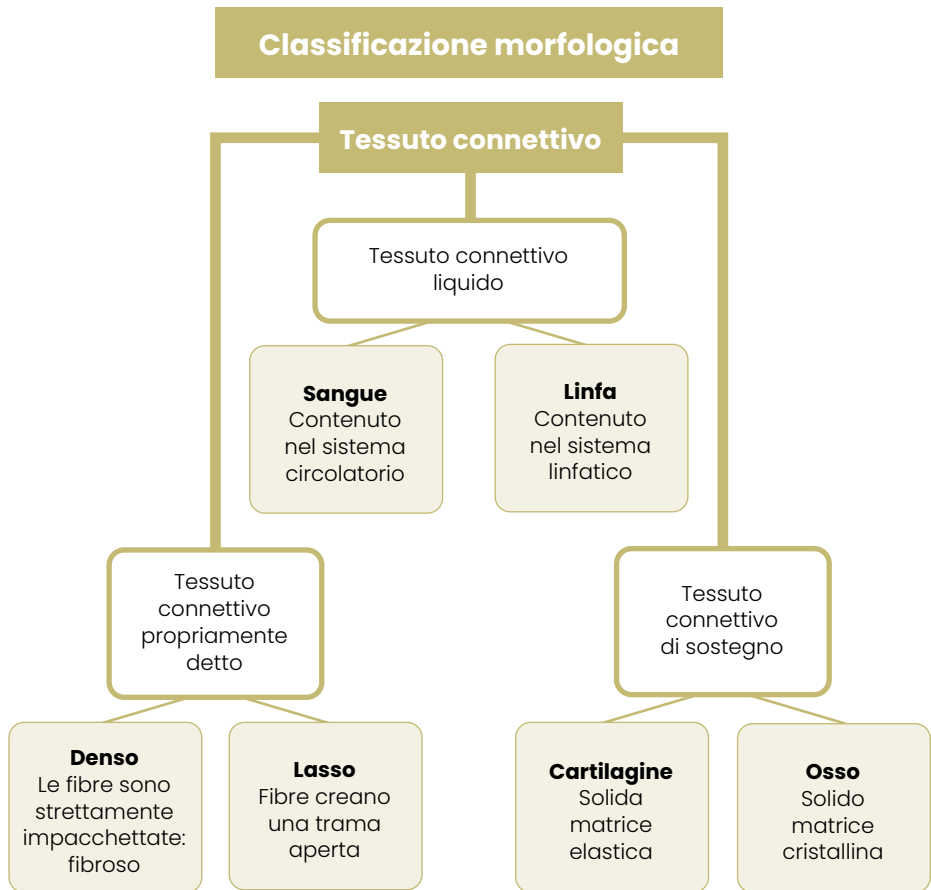 Classificazione morfologica
Tessuto connettivo
Tessuto connettivo
liquido
Sangue
Contenuto
nel sistema
circolatorio
Linfa
Contenuto
nel sistema
linfatico
Tessuto
connettivo
propriamente
detto
Tessuto
connettivo
di sostegno
Denso
Le fibre sono
strettamente
impacchettate:
fibroso
Lasso
Fibre creano
una trama
aperta
Cartilagine
Solida
matrice
elastica
Osso
Solido
matrice
cristallina